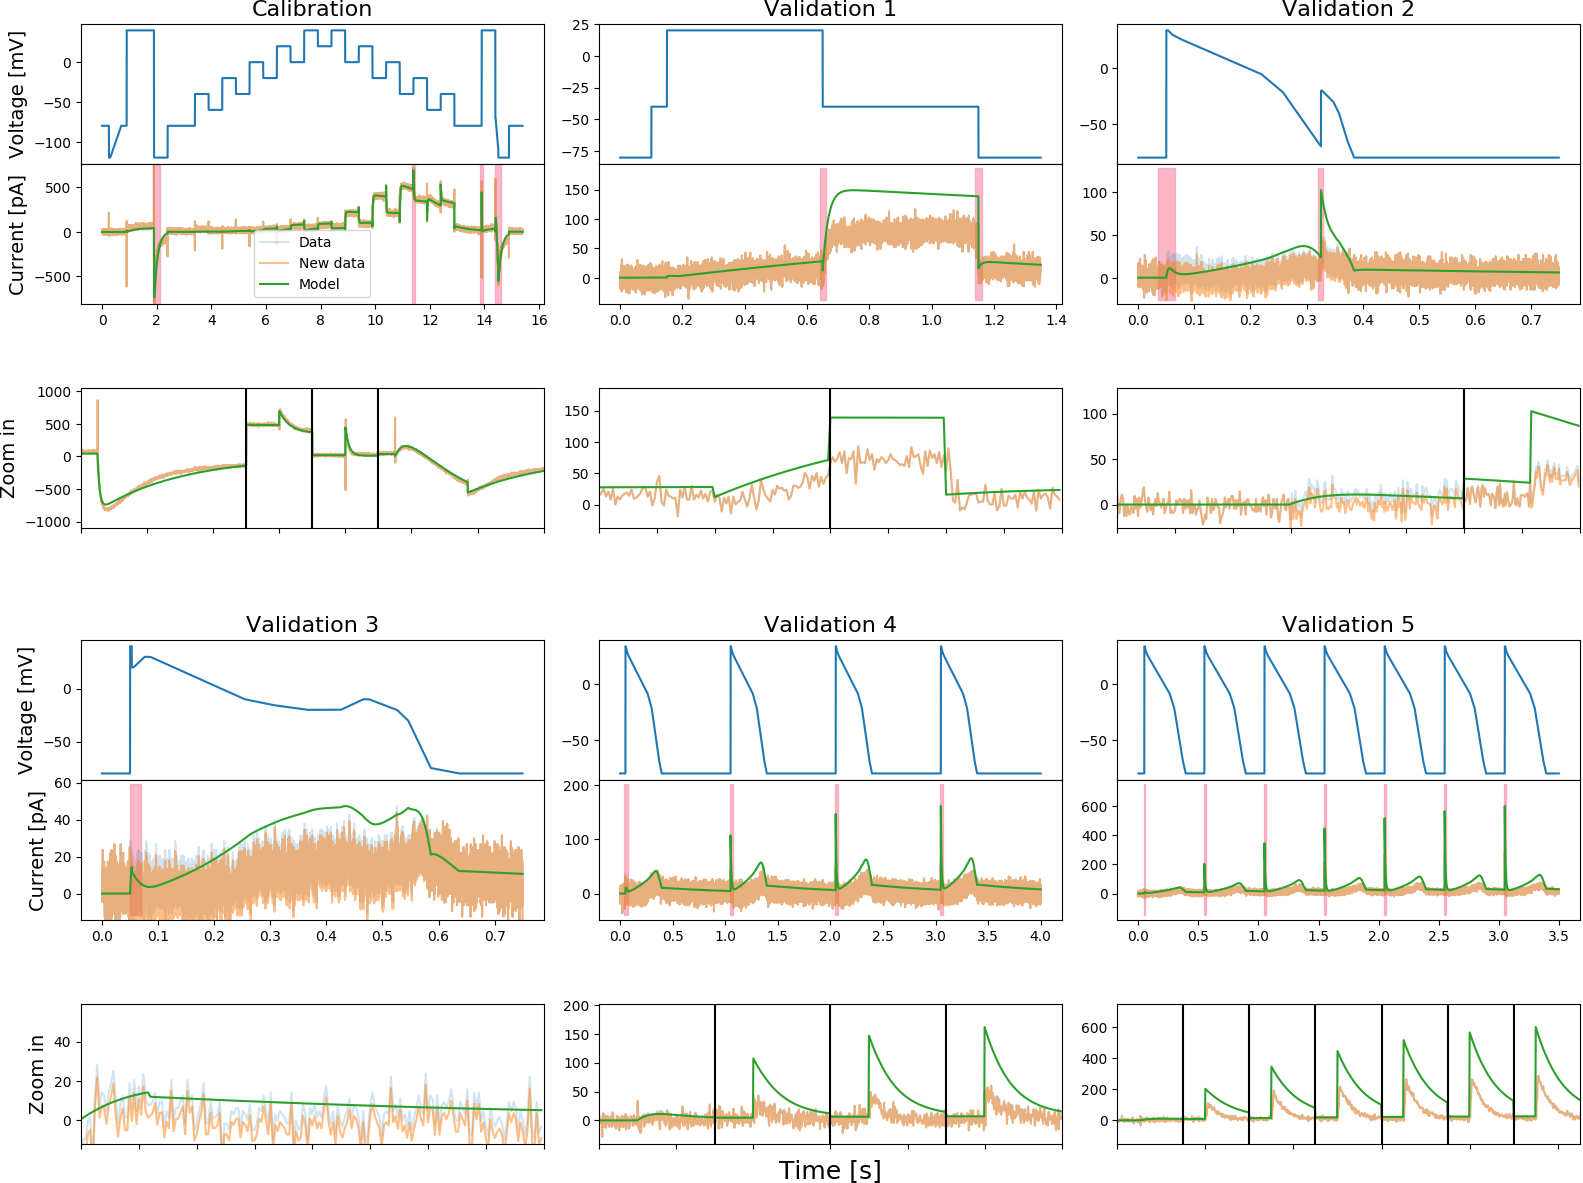 Calibration
Validation 1
Validation 2
Voltage [mV]
0
−50
−100
25
0
−25
−50
−75
0
−50
Current [pA]
500
0
−500
Data
New data
Model
0 2 4 6 8 10 12 14 16
150
100
50
0
0.0 0.2 0.4 0.6 0.8 1.0 1.2 1.4
100
50
0
0.0 0.1 0.2 0.3 0.4 0.5 0.6 0.7
Zoom in
1000
500
0
−500
−1000
150
100
50
0
100
50
0
Validation 3
Validation 4
Validation 5
Voltage [mV]
0
−50
0
−50
0
−50
Current [pA]
60
40
20
0
0.0 0.1 0.2 0.3 0.4 0.5 0.6 0.7
200
100
0
0.0 0.5 1.0 1.5 2.0 2.5 3.0 3.5 4.0
600
400
200
0
0.0 0.5 1.0 1.5 2.0 2.5 3.0 3.5
Zoom in
40
20
0
200
150
100
50
0
600
400
200
0
Time [s]